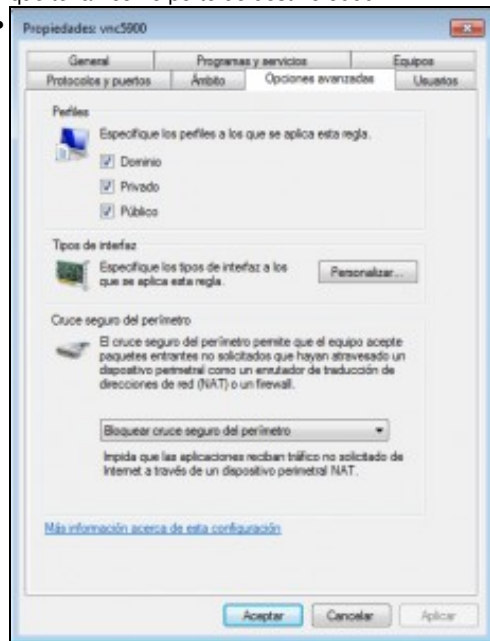 Propiedades: vnc5900
General Programas y servicios Equipos
Protocolos y puertos Ámbito Opciones avanzadas Usuarios
Perfiles
Especifique los perfiles a los que se aplica esta regla.
Dominio
Privado
Público
Tipos de interfaz
Especifique los tipos de interfaz a los
que se aplica esta regla.
Personalizar...
Cruce seguro del perímetro
El cruce seguro del perímetro permite que el equipo acepte
paquetes entrantes no solicitados que hayan atravesado un
dispositivo perimetral como un enrutador de traducción de
direcciones de red (NAT) o un firewall.
Bloquear cruce seguro del perímetro
Impida que las aplicaciones reciban tráfico no solicitado de
Internet a través de un dispositivo perimetral NAT.
Más información acerca de esta configuración
Aceptar Cancelar Aplicar